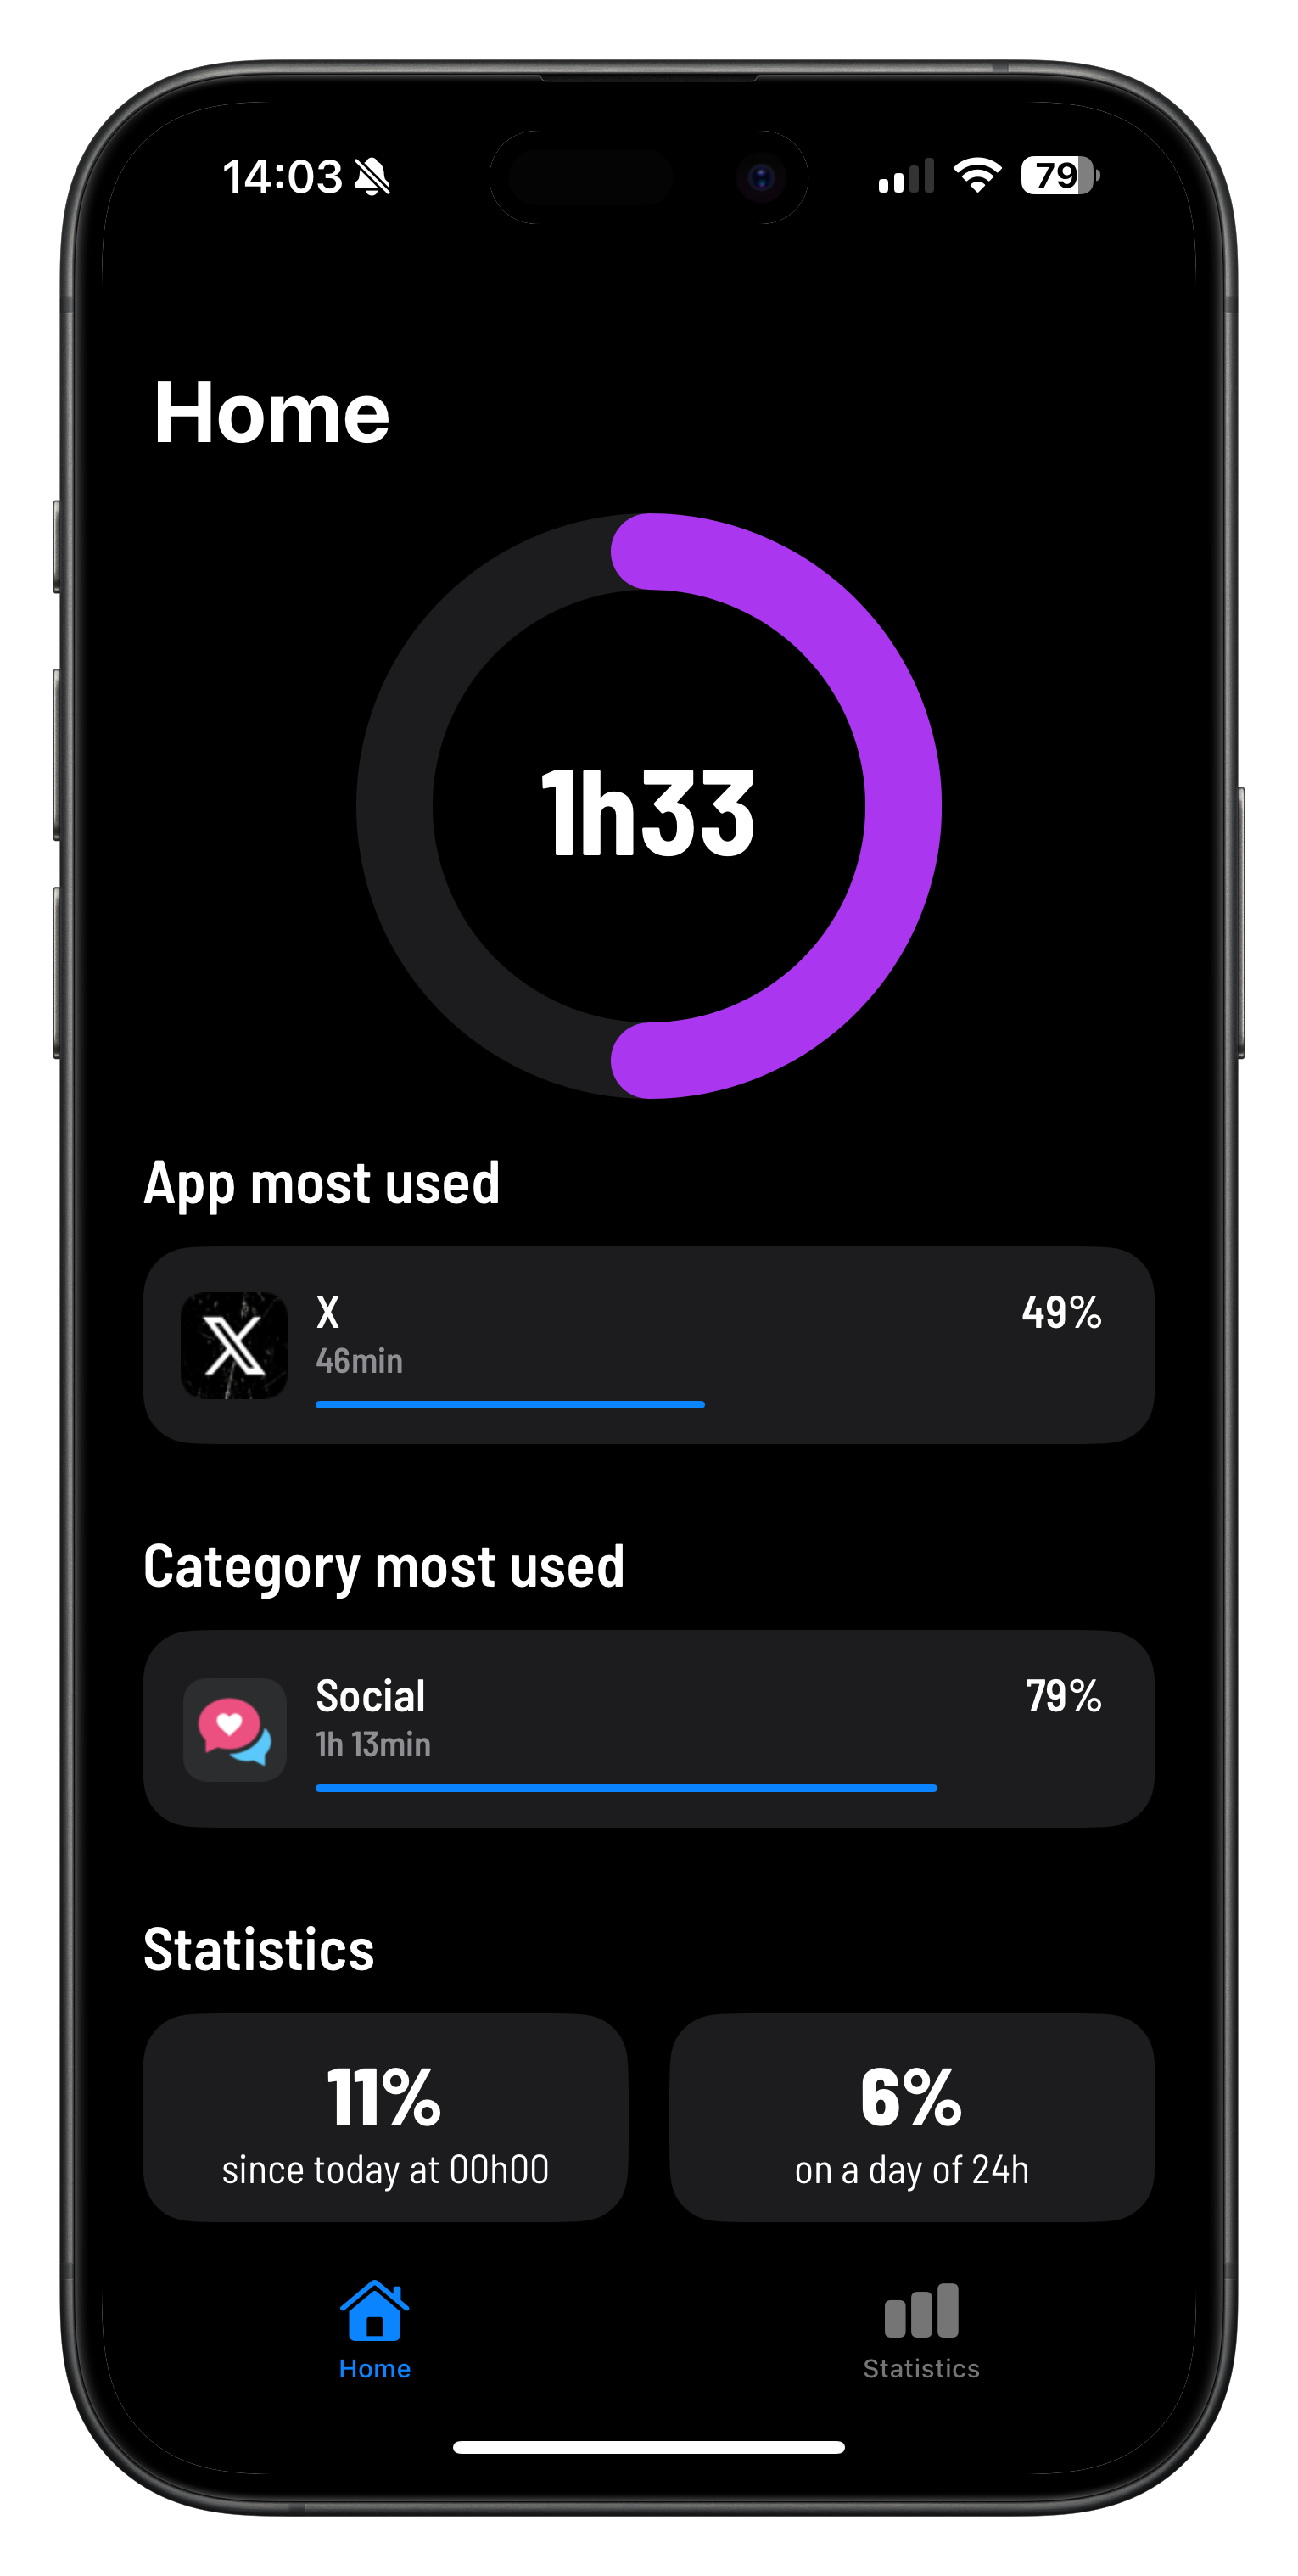 14:03
79
Home
1h33
App most used
X
49%
46min
Category most used
Social
79%
1h 13min
Statistics
11%
6%
since today at 00h00
on a day of 24h
Home
Statistics